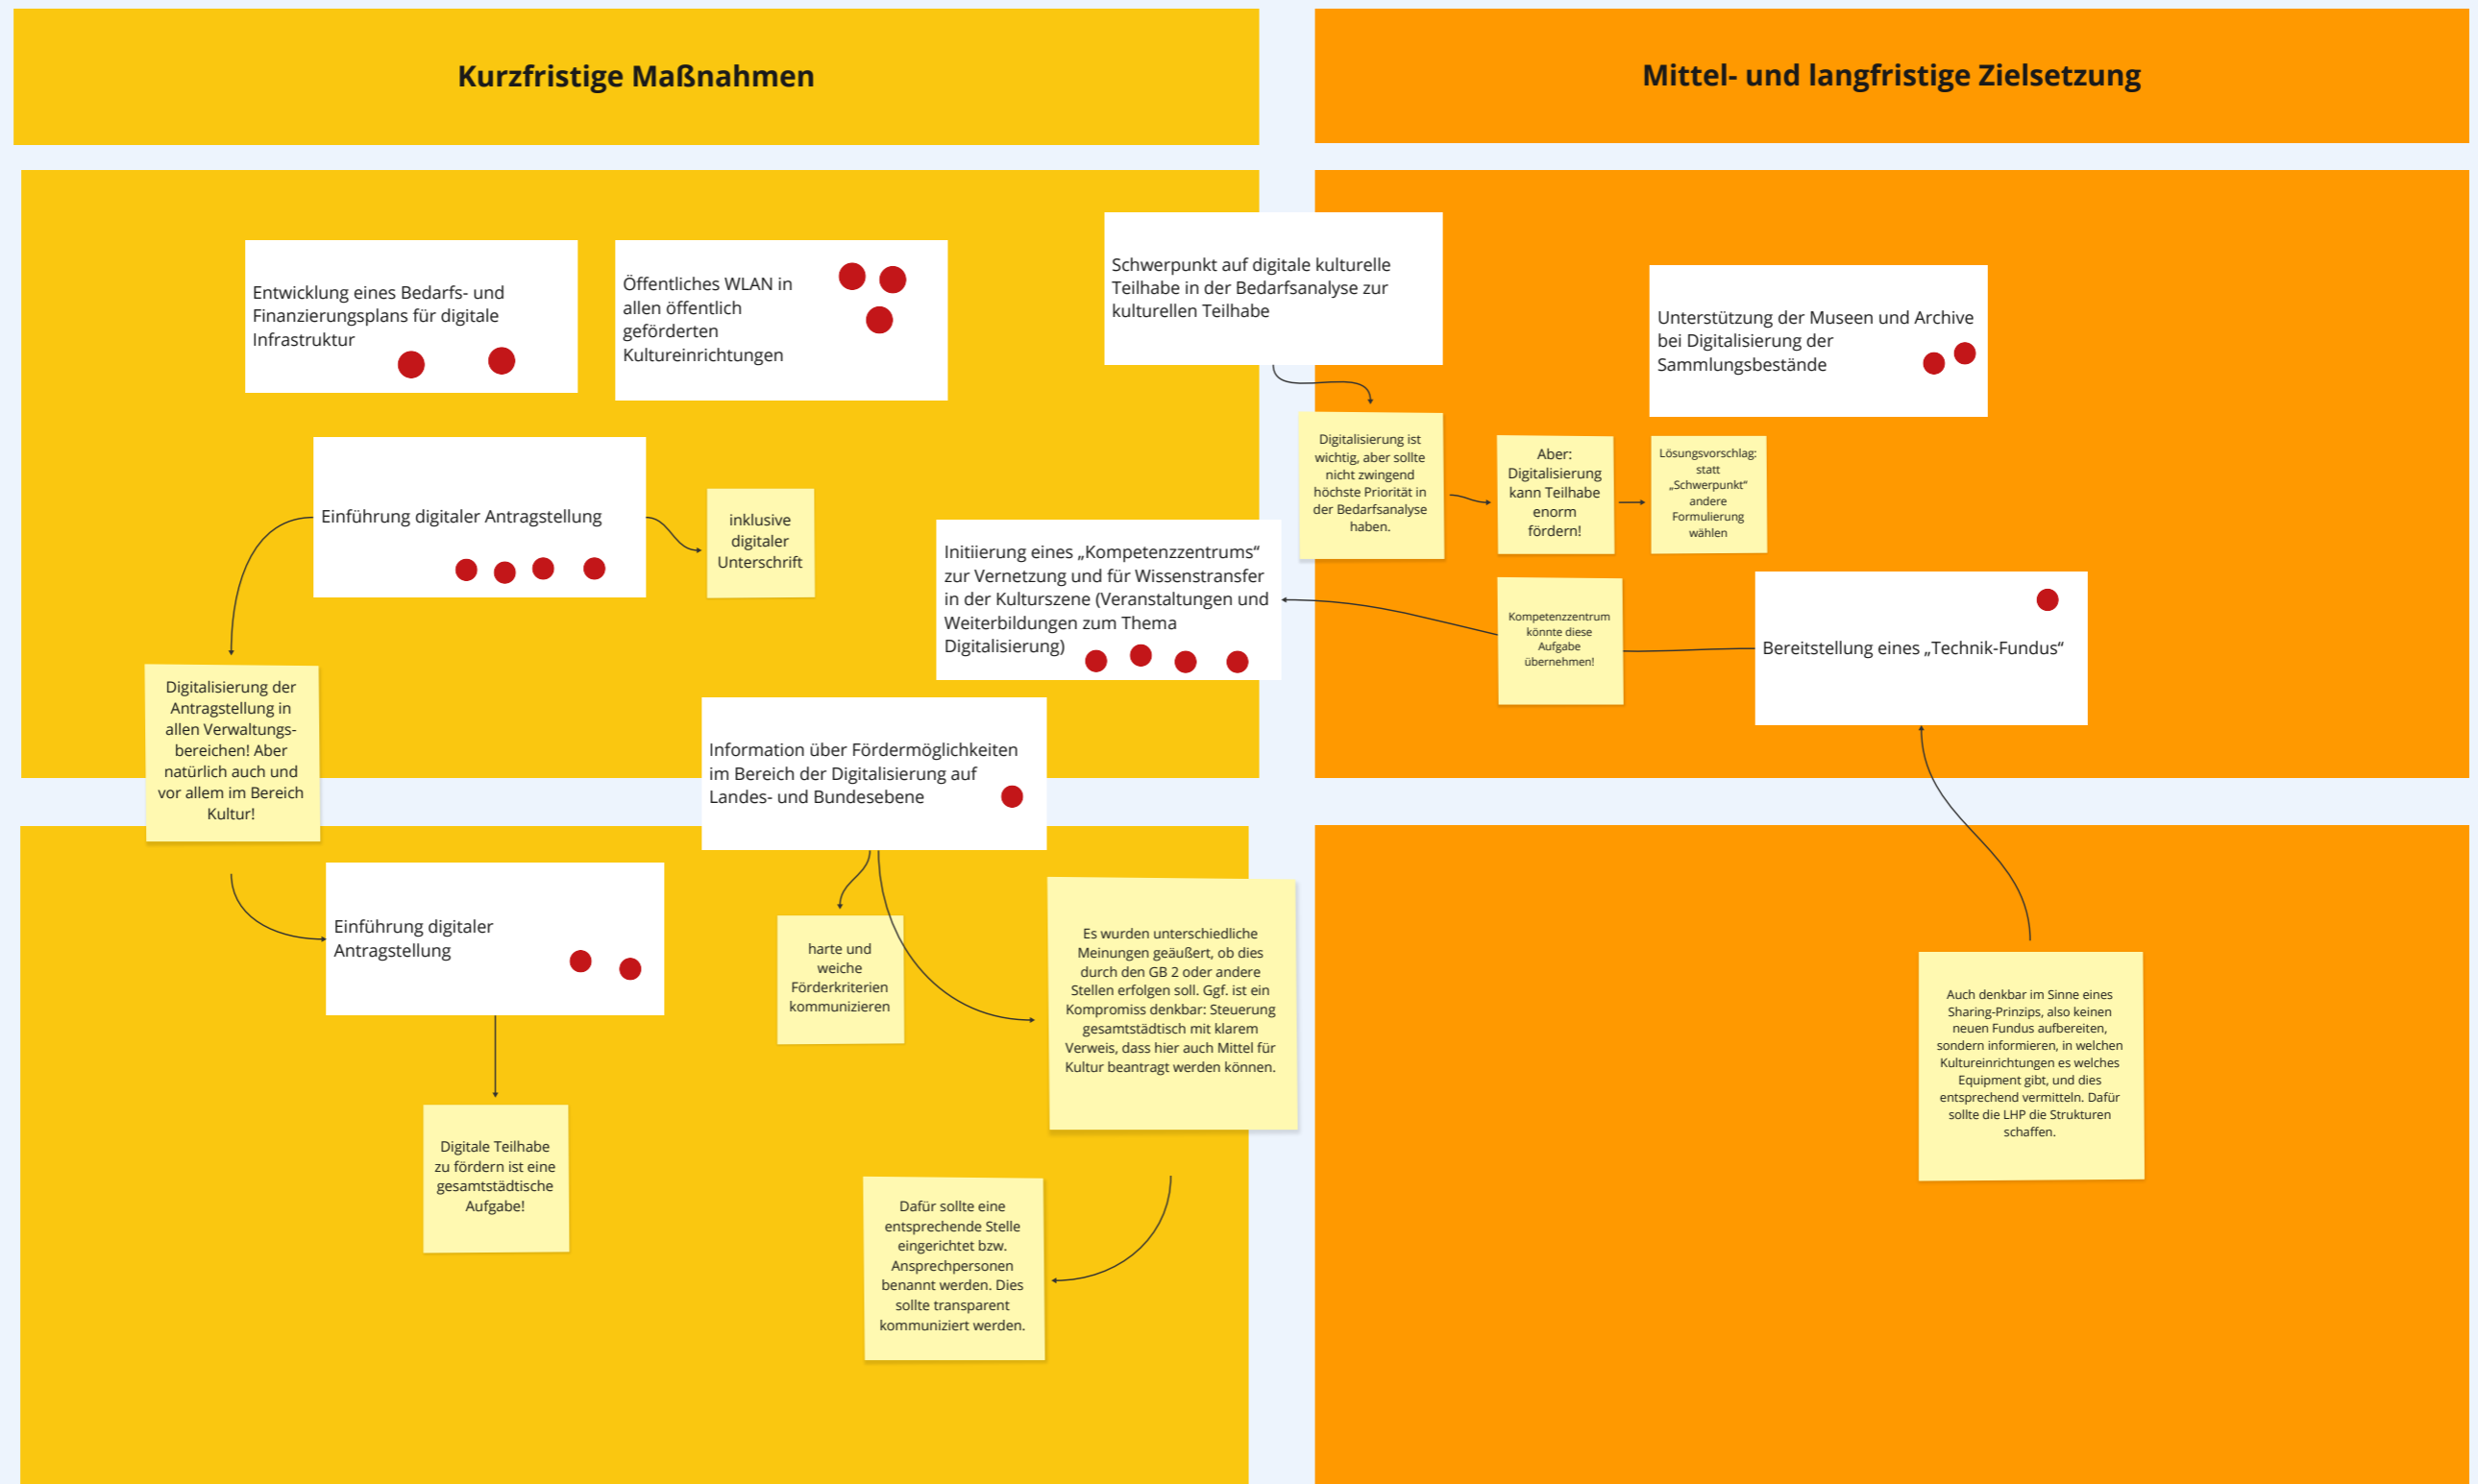 Kurzfristige Maßnahmen
Mittel- und langfristige Zielsetzung
Entwicklung eines Bedarfs- und
Finanzierungsplans für digitale
Infrastruktur
Öffentliches WLAN in
allen öffentlich
geförderten
Kultureinrichtungen
Schwerpunkt auf digitale kulturelle
Teilhabe in der Bedarfsanalyse zur
kulturellen Teilhabe
Unterstützung der Museen und Archive
bei Digitalisierung der
Sammlungsbestände
Digitalisierung ist
wichtig, aber sollte
nicht zwingend
höchste Priorität in
der Bedarfsanalyse
haben.
Aber:
Digitalisierung
kann Teilhabe
enorm
fördern!
Lösungsvorschlag:
statt
„Schwerpunkt“
andere
Formulierung
wählen
Einführung digitaler Antragstellung
inklusive
digitaler
Unterschrift
Initiierung eines „Kompetenzzentrums“
zur Vernetzung und für Wissenstransfer
in der Kulturszene (Veranstaltungen und
Weiterbildungen zum Thema
Digitalisierung)
Kompetenzzentrum
könnte diese
Aufgabe
übernehmen!
Bereitstellung eines „Technik-Fundus“
Digitalisierung der
Antragstellung in
allen Verwaltungs-
bereichen! Aber
natürlich auch und
vor allem im Bereich
Kultur!
Information über Fördermöglichkeiten
im Bereich der Digitalisierung auf
Landes- und Bundesebene
Einführung digitaler
Antragstellung
harte und
weiche
Förderkriterien
kommunizieren
Es wurden unterschiedliche
Meinungen geäußert, ob dies
durch den GB 2 oder andere
Stellen erfolgen soll. Ggf. ist ein
Kompromiss denkbar: Steuerung
gesamtstädtisch mit klarem
Verweis, dass hier auch Mittel für
Kultur beantragt werden können.
Auch denkbar im Sinne eines
Sharing-Prinzips, also keinen
neuen Fundus aufbereiten,
sondern informieren, in welchen
Kultureinrichtungen es welches
Equipment gibt, und dies
entsprechend vermitteln. Dafür
sollte die LHP die Strukturen
schaffen.
Digitale Teilhabe
zu fördern ist eine
gesamtstädtische
Aufgabe!
Dafür sollte eine
entsprechende Stelle
eingerichtet bzw.
Ansprechpersonen
benannt werden. Dies
sollte transparent
kommuniziert werden.